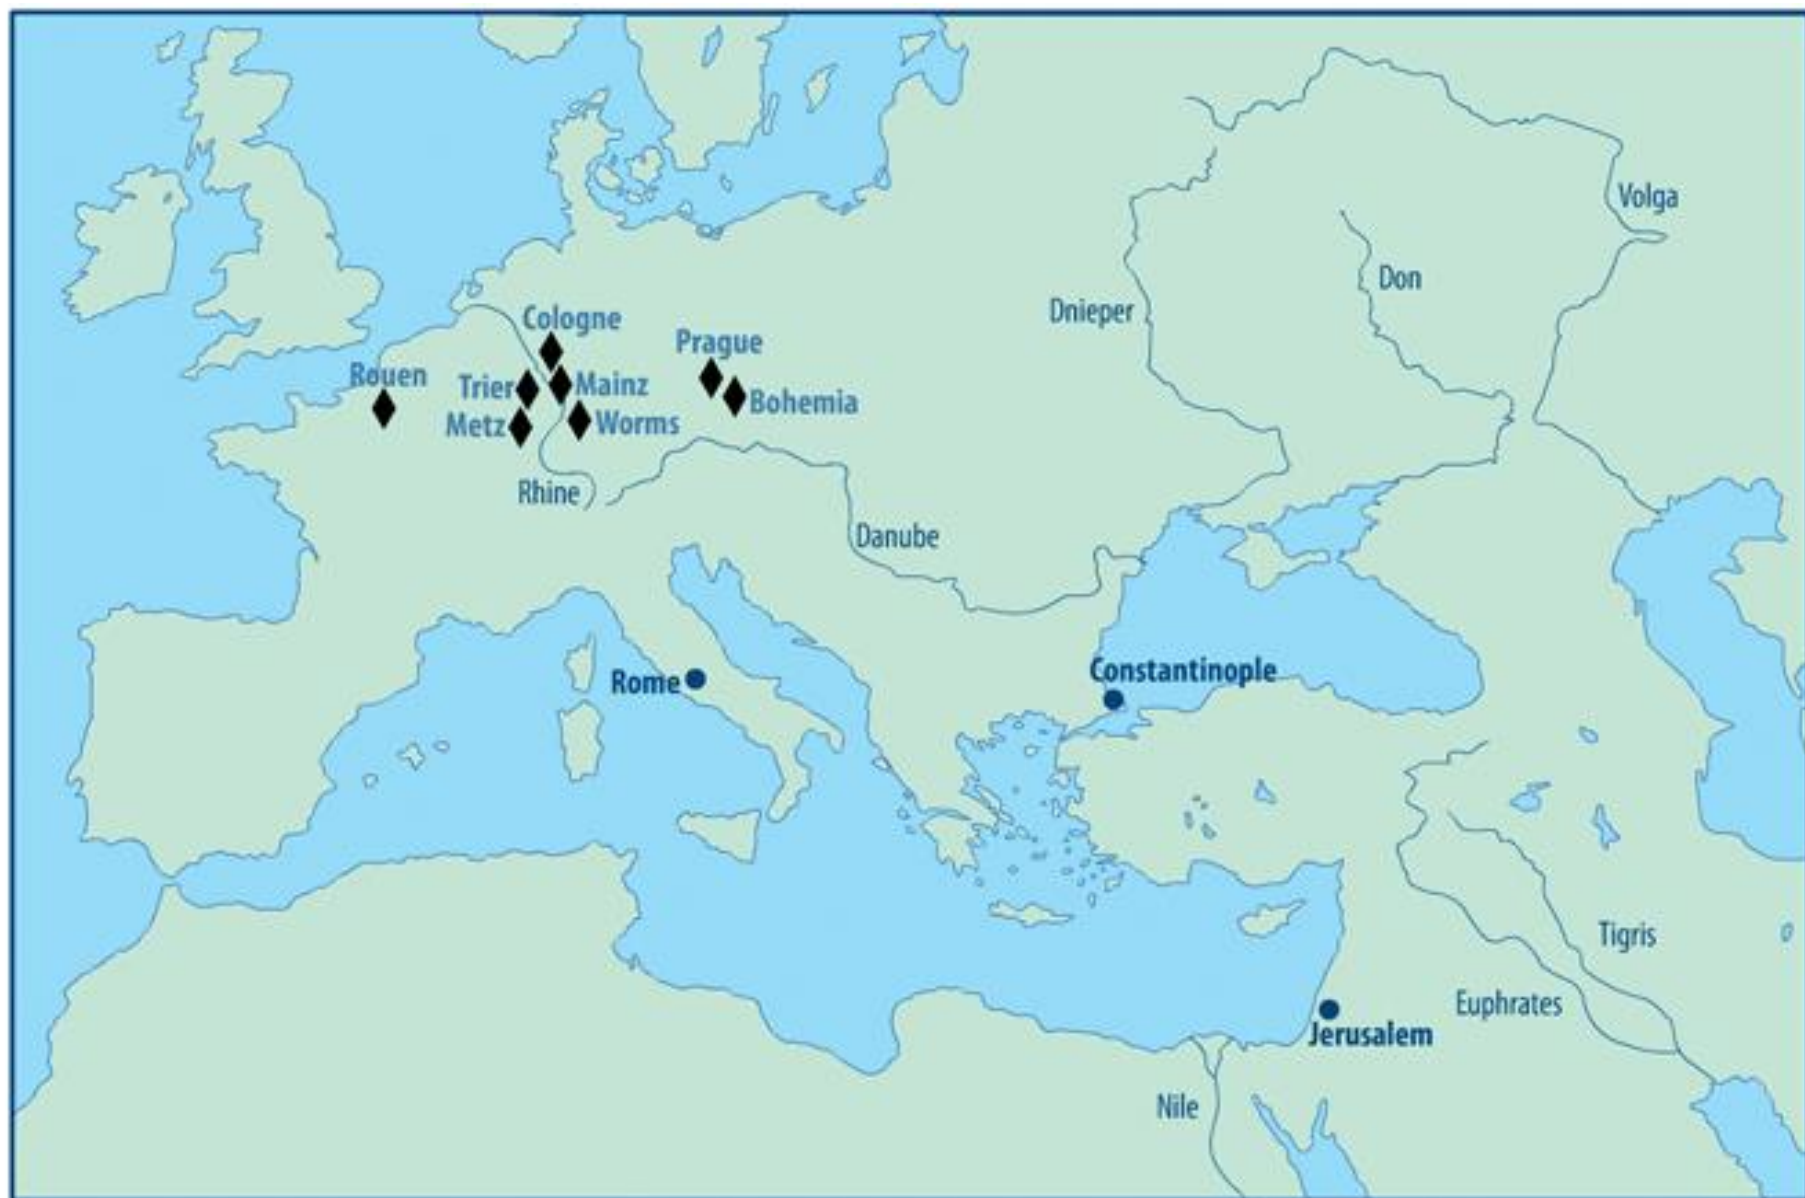 Volga
Don
Dnieper
Cologne
Prague
Rouen
Trier
Mainz
Bohemia
Metz
Worms
Rhine
Danube
Constantinople
Rome
Tigris
Euphrates
Jerusalem
Nile